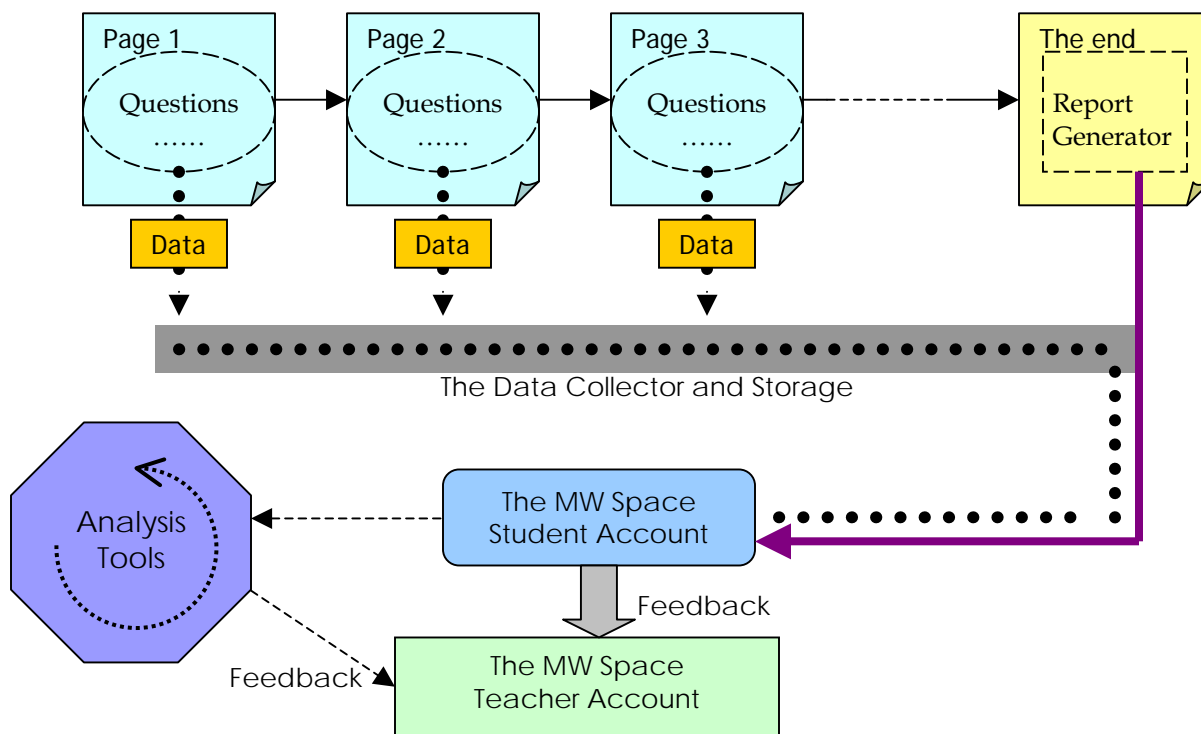 Page 1
Questions
……
Page 2
Questions
……
Page 3
Questions
……
The end
Report
Generator
Data
Data
Data
The Data Collector and Storage
Analysis
Tools
The MW Space
Student Account
Feedback
Feedback
The MW Space
Teacher Account